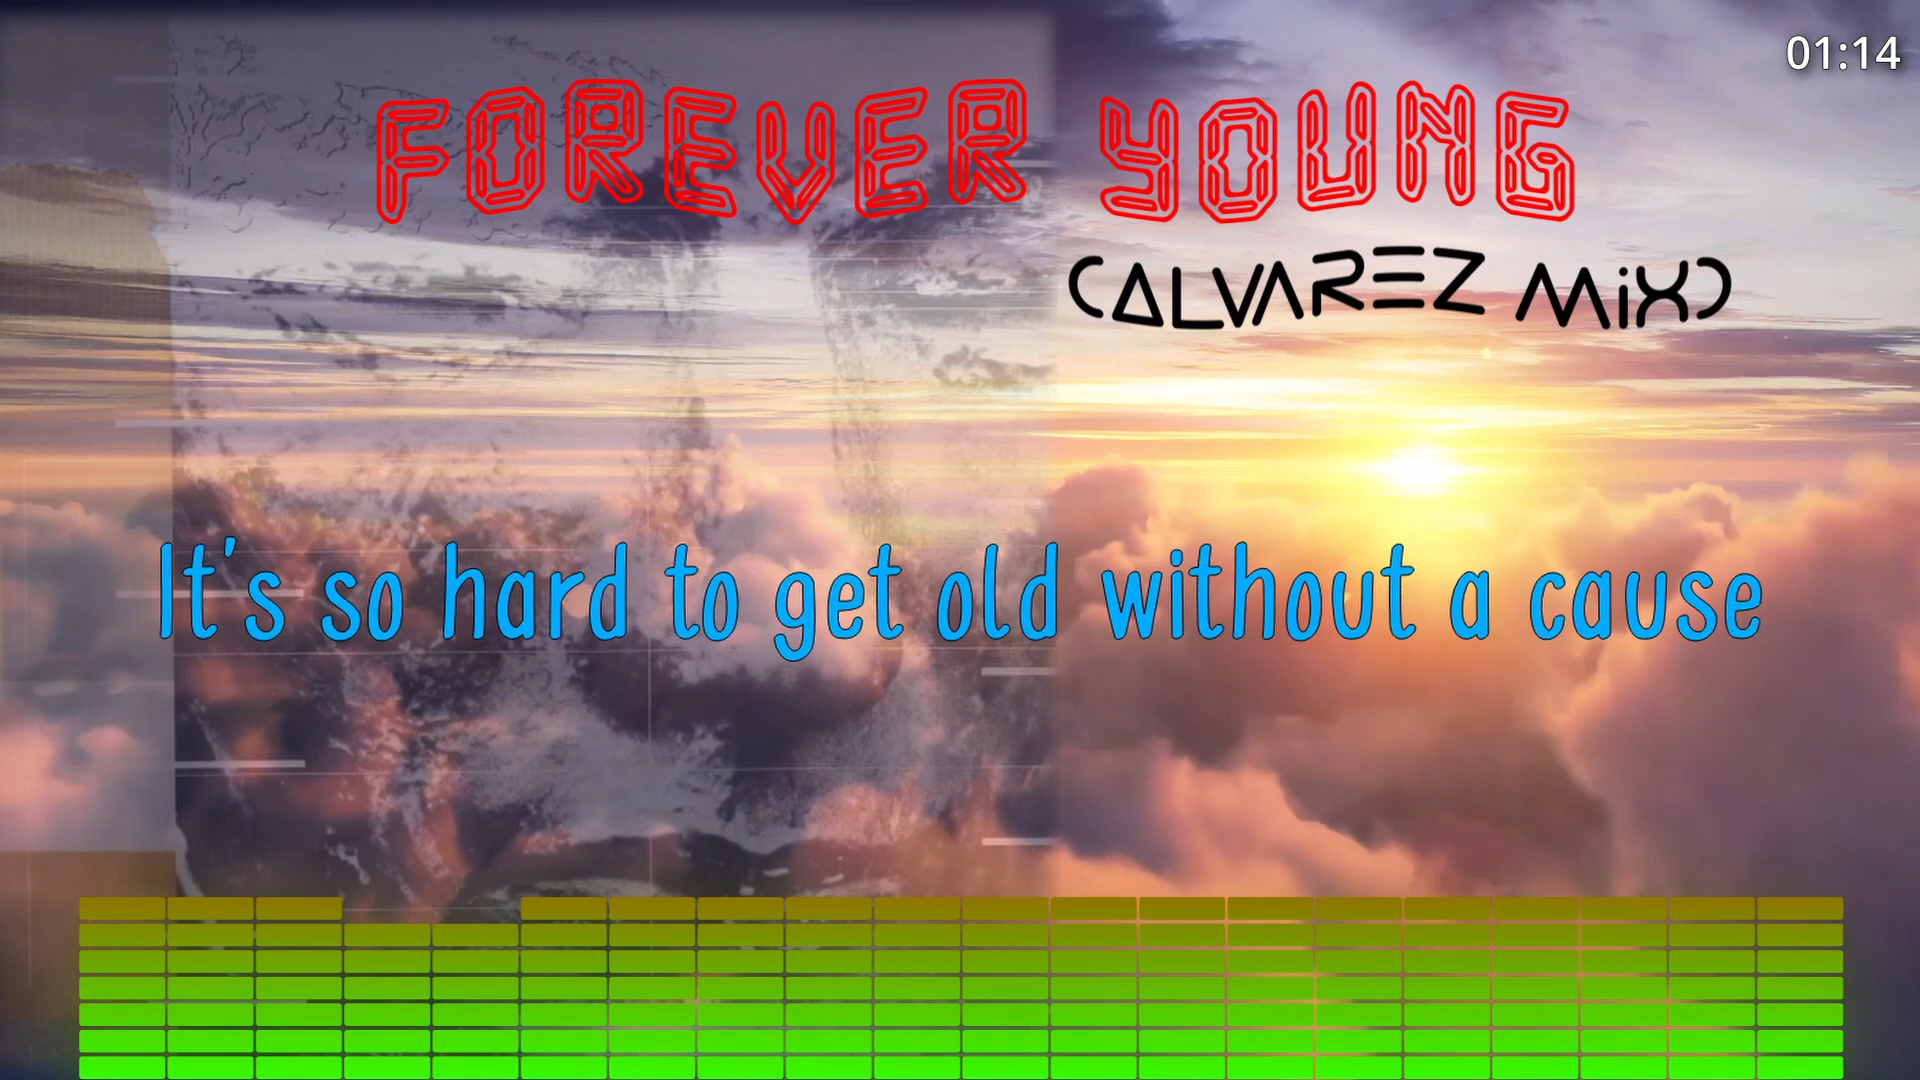 01:14
FOREVER YOUNG
(ALVAREZ MiX)
It's so hard to get old without a cause